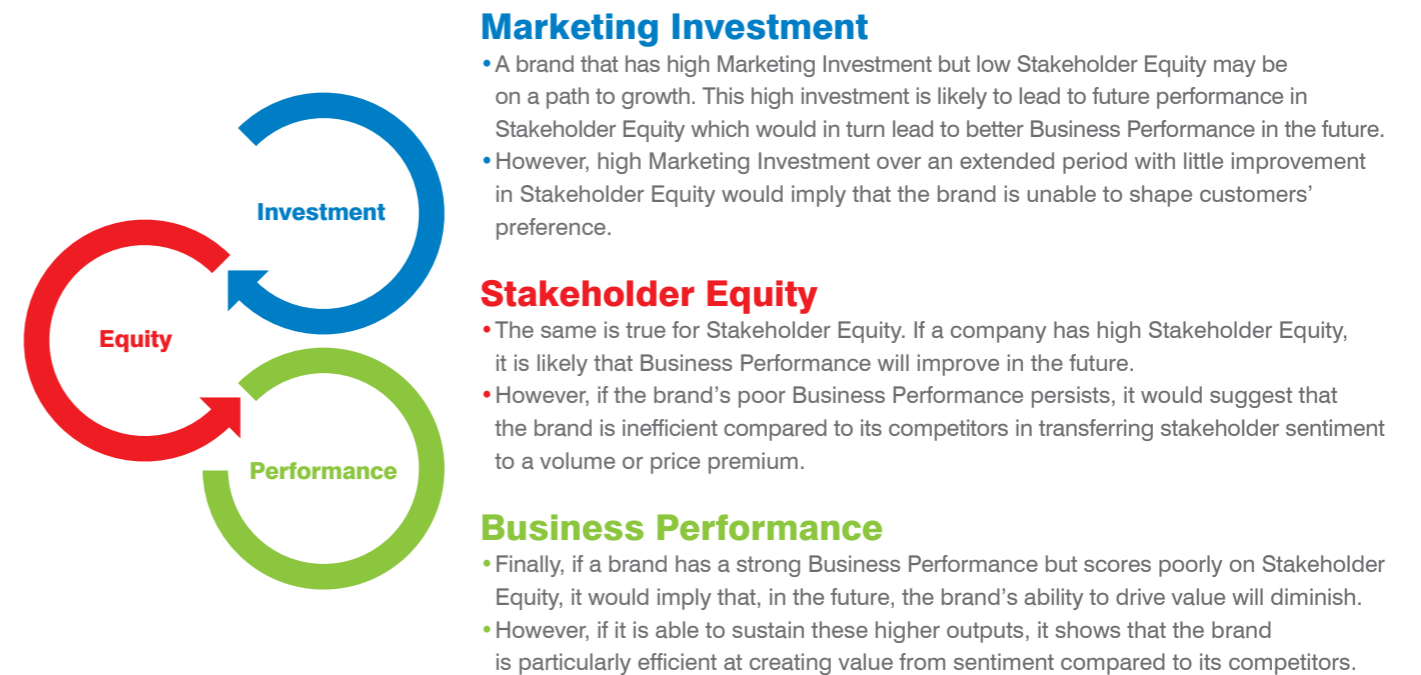 Marketing Investment
•A brand that has high Marketing Investment but low Stakeholder Equity may be
on a path to growth. This high investment is likely to lead to future performance in
Stakeholder Equity which would in turn lead to better Business Performance in the future.
•However, high Marketing Investment over an extended period with little improvement
in Stakeholder Equity would imply that the brand is unable to shape customers’
preference.
Investment
Stakeholder Equity
•The same is true for Stakeholder Equity. If a company has high Stakeholder Equity,
it is likely that Business Performance will improve in the future.
•However, if the brand’s poor Business Performance persists, it would suggest that
the brand is inefficient compared to its competitors in transferring stakeholder sentiment
to a volume or price premium.
Equity
Business Performance
•Finally, if a brand has a strong Business Performance but scores poorly on Stakeholder
Equity, it would imply that, in the future, the brand’s ability to drive value will diminish.
•However, if it is able to sustain these higher outputs, it shows that the brand
is particularly efficient at creating value from sentiment compared to its competitors.
Performance